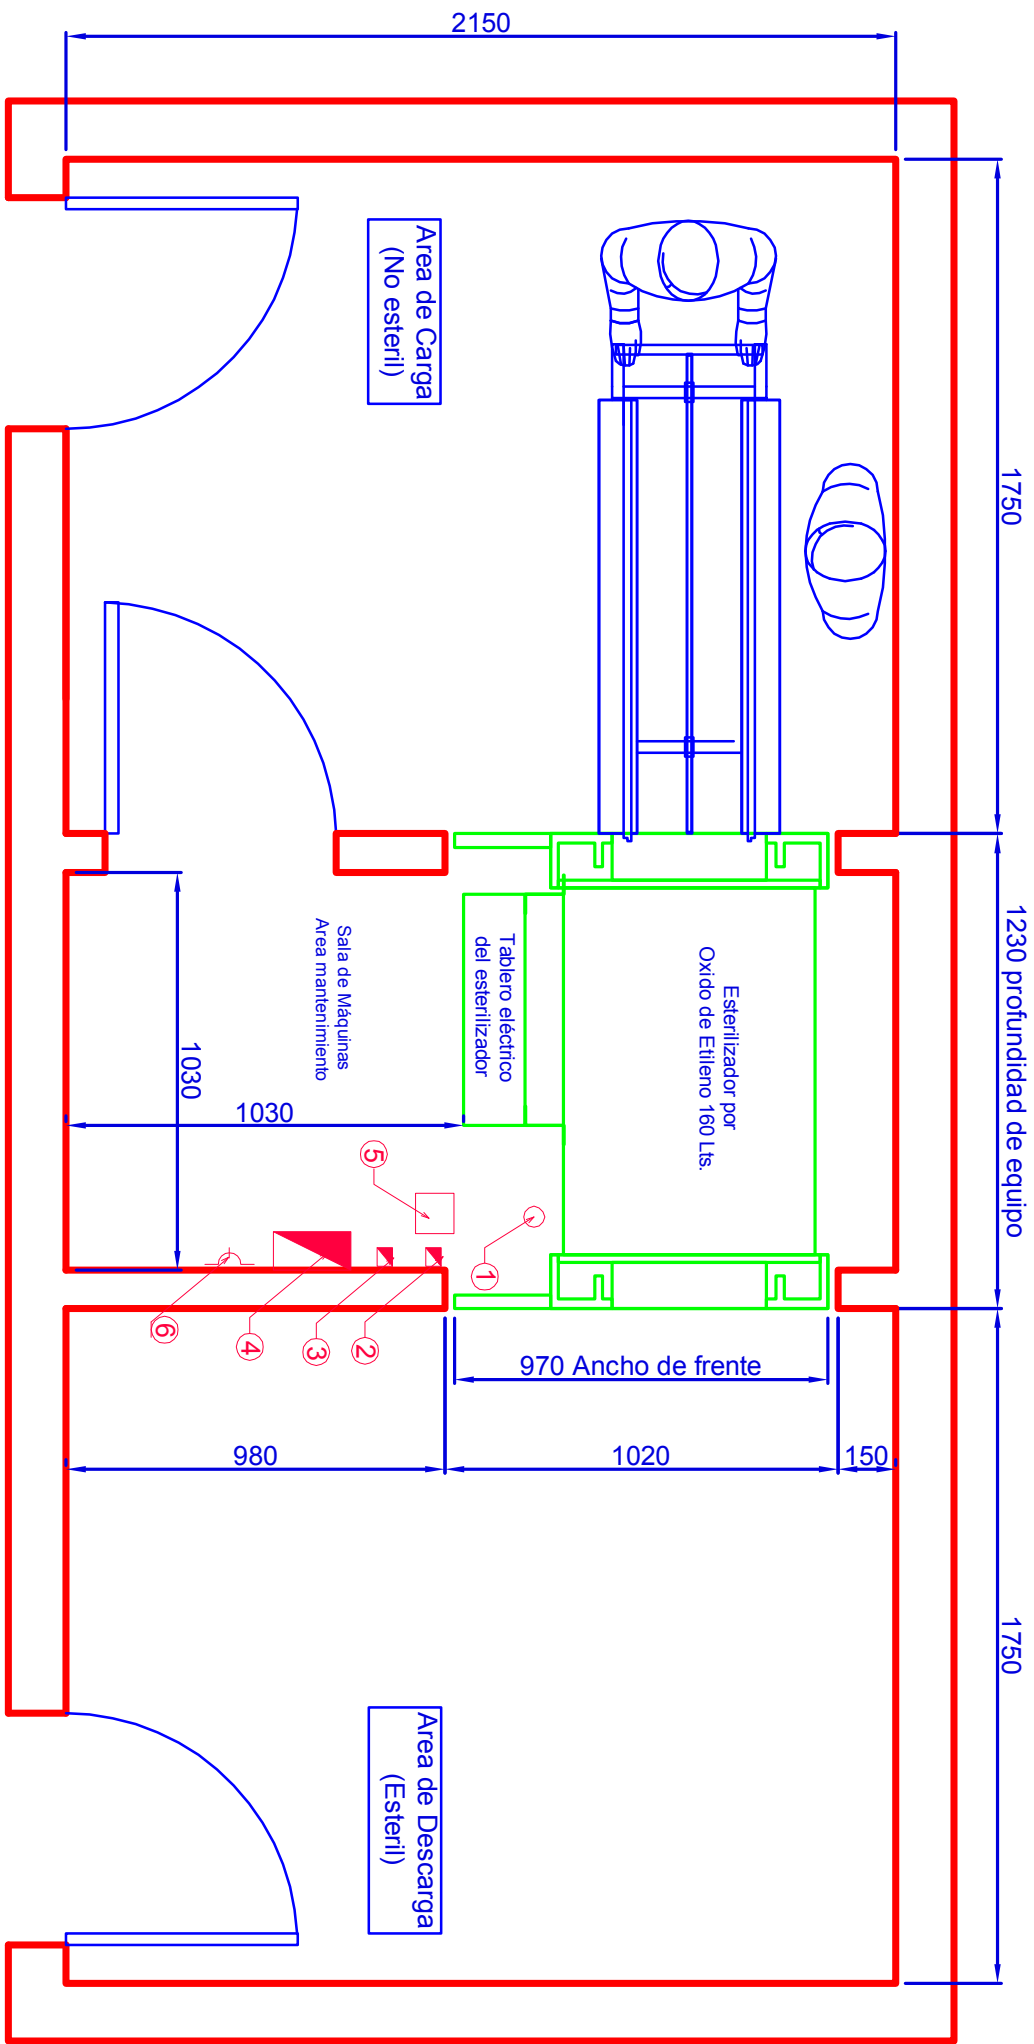 2150
1750
Area de Carga
(No esteril)
1230 profundidad de equipo
Esterilizador por
Oxido de Etileno 160 Lts.
Tablero eléctrico
del esterilizador
Sala de Máquinas
Area mantenimiento
1030
1030
5
1
6
4
3
2
970 Ancho de frente
980
1020
150
1750
Area de Descarga
(Esteril)